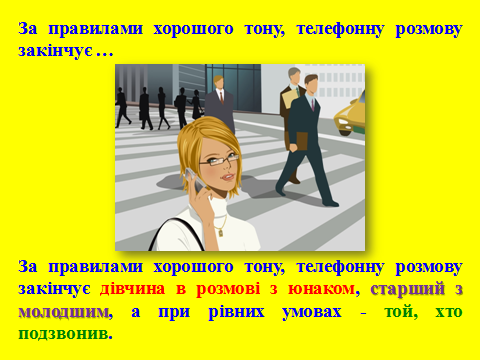 За правилами хорошого тону, телефонну розмову
закінчує …
За правилами хорошого тону, телефонну розмову
закінчує дівчина в розмові з юнаком, старший з
молодшим, а при рівних умовах - той, хто
подзвонив.